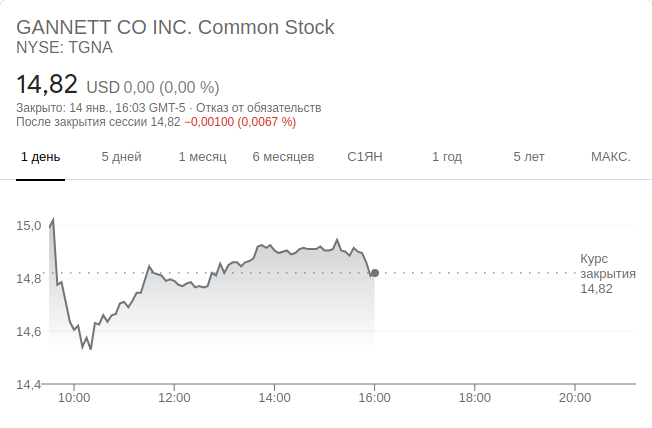 GANNETT CO INC. Common Stock
NYSE: TGNA
14,82 USD 0,00 (0,00 %)
Закрыто: 14 янв., 16:03 GMT-5 · Отказ от обязательств
После закрытия сессии 14,82 −0,00100 (0,0067 %)
1 день 5 дней 1 месяц 6 месяцев С1ЯН 1 год 5 лет МАКС.
15,0
14,8
14,6
14,4
Курс
закрытия
14,82
10:00 12:00 14:00 16:00 18:00 20:00